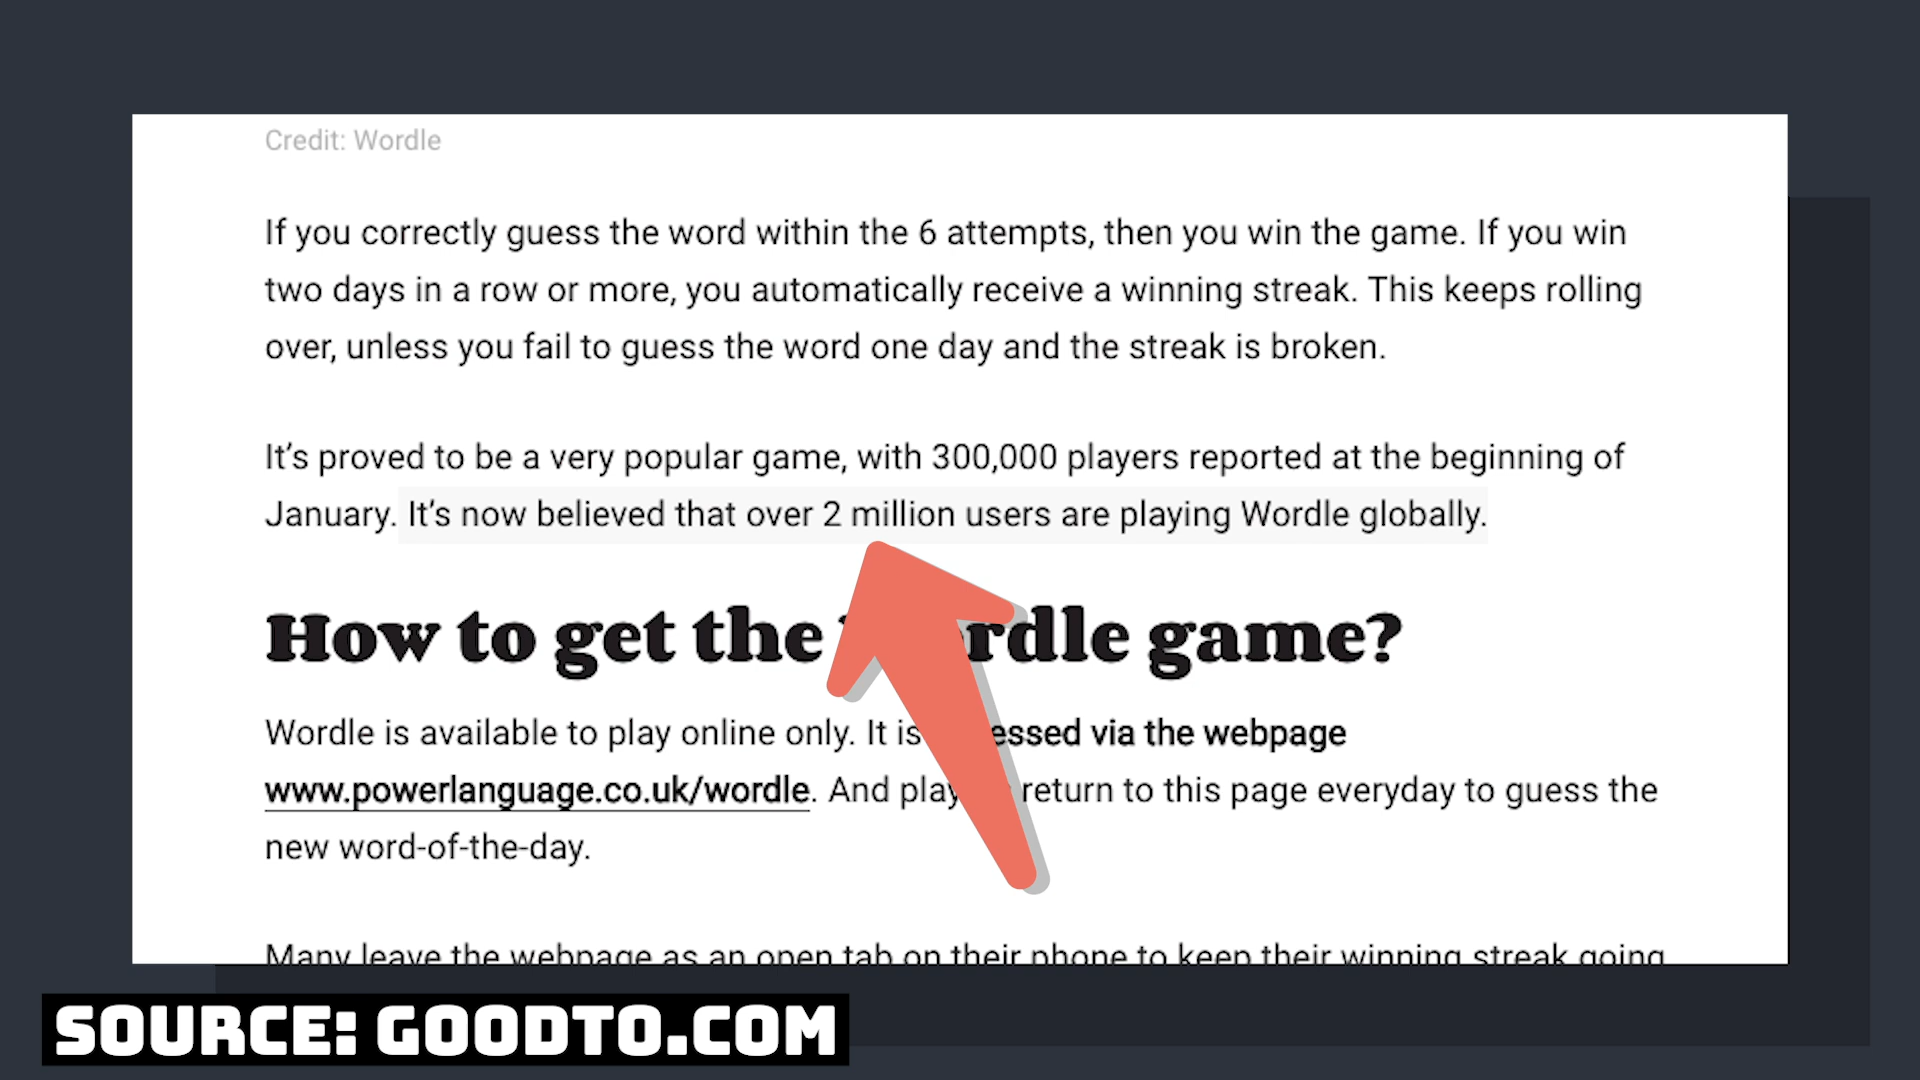 Credit: Wordle
If you correctly guess the word within the 6 attempts, then you win the game. If you win
two days in a row or more, you automatically receive a winning streak. This keeps rolling
over, unless you fail to guess the word one day and the streak is broken.
It’s proved to be a very popular game, with 300,000 players reported at the beginning of
January. It’s now believed that over 2 million users are playing Wordle globally.
How to get the game?
Wordle is available to play online only. It is via the webpage
www.powerlanguage.co.uk/wordle. And return to this page everyday to guess the
new word-of-the-day.
Many leave the webpage as an open tab on their phone to keep their winning streak going
SOURCE: GOODTO.COM